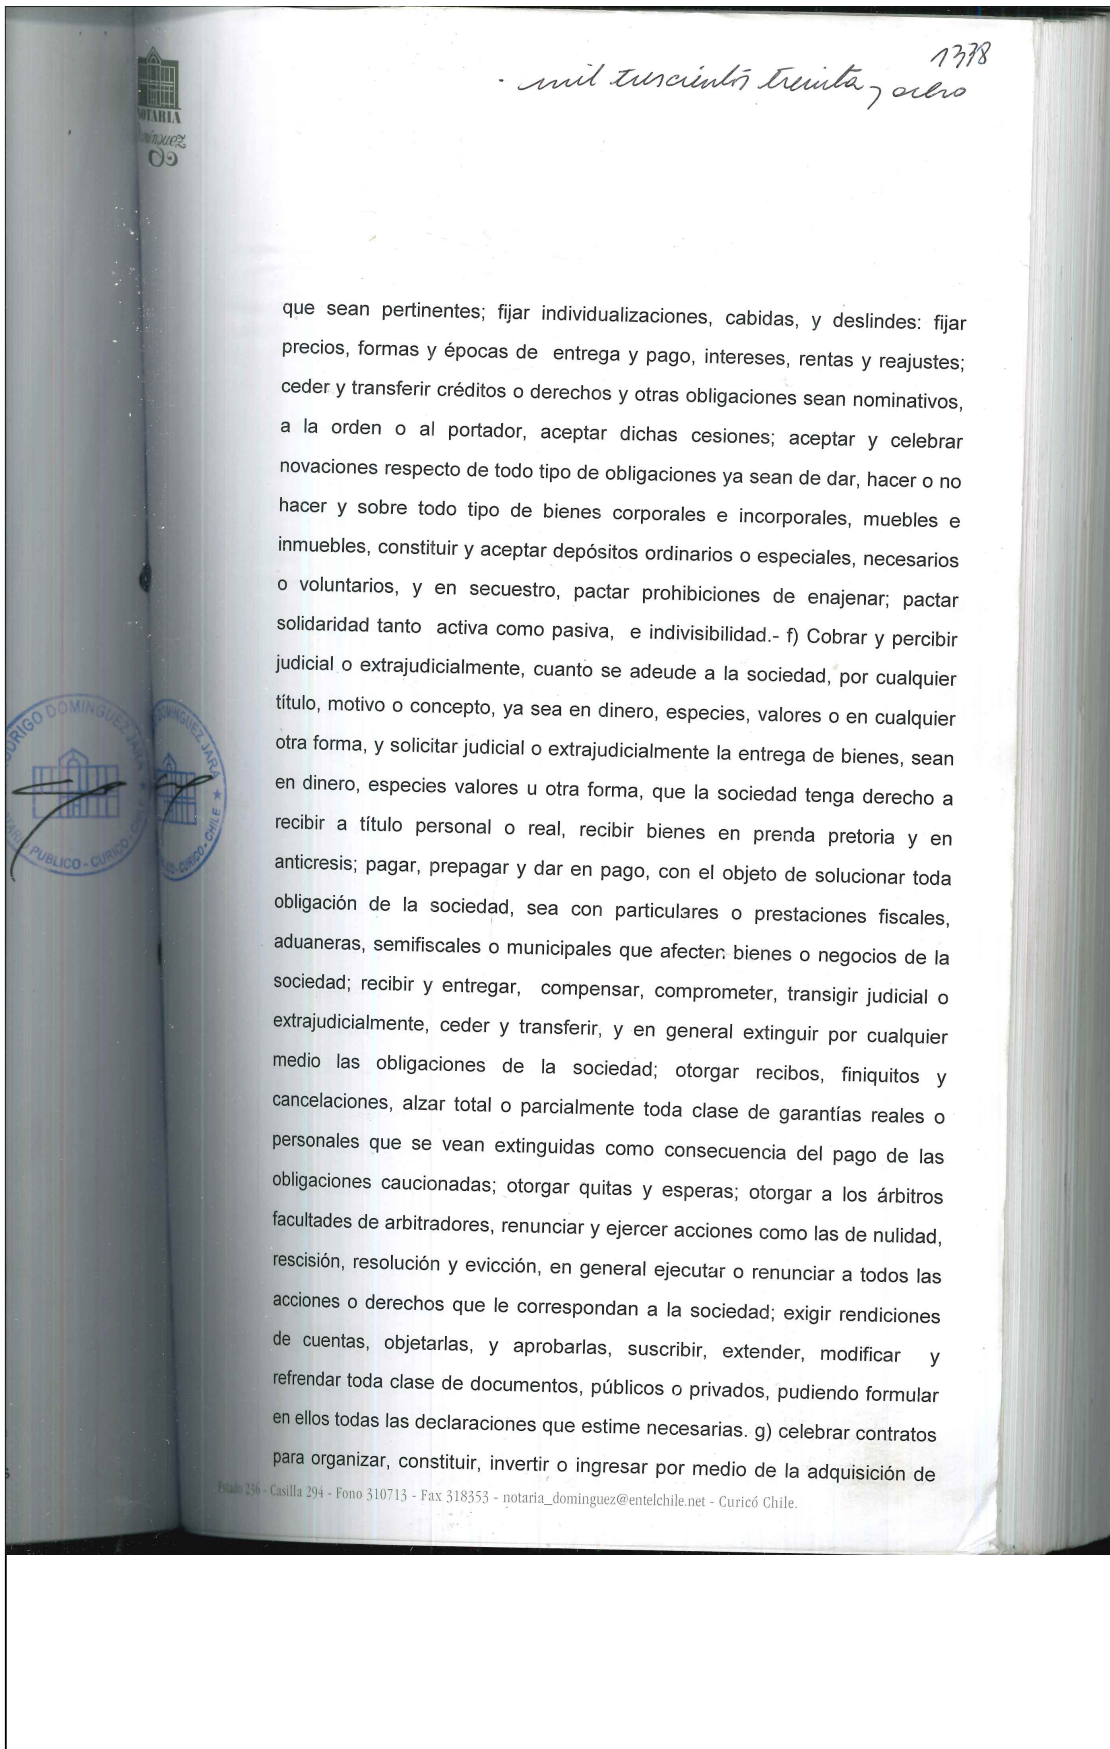 1338
mil trescientos treinta y ocho
NOTARIA
Dominguez
que sean pertinentes; fijar individualizaciones, cabidas, y deslindes: fijar
precios, formas y épocas de entrega y pago, intereses, rentas y reajustes;
ceder y transferir créditos o derechos y otras obligaciones sean nominativos,
a la orden o al portador, aceptar dichas cesiones; aceptar y celebrar
novaciones respecto de todo tipo de obligaciones ya sean de dar, hacer o no
hacer y sobre todo tipo de bienes corporales e incorporales, muebles e
inmuebles, constituir y aceptar depósitos ordinarios o especiales, necesarios
o voluntarios, y en secuestro, pactar prohibiciones de enajenar; pactar
solidaridad tanto activa como pasiva, e indivisibilidad.- f) Cobrar y percibir
judicial o extrajudicialmente, cuanto se adeude a la sociedad, por cualquier
título, motivo o concepto, ya sea en dinero, especies, valores o en cualquier
otra forma, y solicitar judicial o extrajudicialmente la entrega de bienes, sean
en dinero, especies valores u otra forma, que la sociedad tenga derecho a
recibir a título personal o real, recibir bienes en prenda pretoria y en
anticresis; pagar, prepagar y dar en pago, con el objeto de solucionar toda
obligación de la sociedad, sea con particulares o prestaciones fiscales,
aduaneras, semifiscales o municipales que afecten bienes o negocios de la
sociedad; recibir y entregar, compensar, comprometer, transigir judicial o
extrajudicialmente, ceder y transferir, y en general extinguir por cualquier
medio las obligaciones de la sociedad; otorgar recibos, finiquitos y
cancelaciones, alzar total o parcialmente toda clase de garantías reales o
personales que se vean extinguidas como consecuencia del pago de las
obligaciones caucionadas; otorgar quitas y esperas; otorgar a los árbitros
facultades de arbitradores, renunciar y ejercer acciones como las de nulidad,
rescisión, resolución y evicción, en general ejecutar o renunciar a todos las
acciones o derechos que le correspondan a la sociedad; exigir rendiciones
de cuentas, objetarlas, y aprobarlas, suscribir, extender, modificar y
refrendar toda clase de documentos, públicos o privados, pudiendo formular
en ellos todas las declaraciones que estime necesarias. g) celebrar contratos
para organizar, constituir, invertir o ingresar por medio de la adquisición de
Estado 236 - Casilla 294 - Fono 310713 - Fax 318353 - notaria_dominguez@entelchile.net - Curicó Chile.
RODRIGO DOMINGUEZ JARA ★
PUBLICO - CURICO - CHILE
DOMINGUEZ JARA ★
CURICO - CHILE